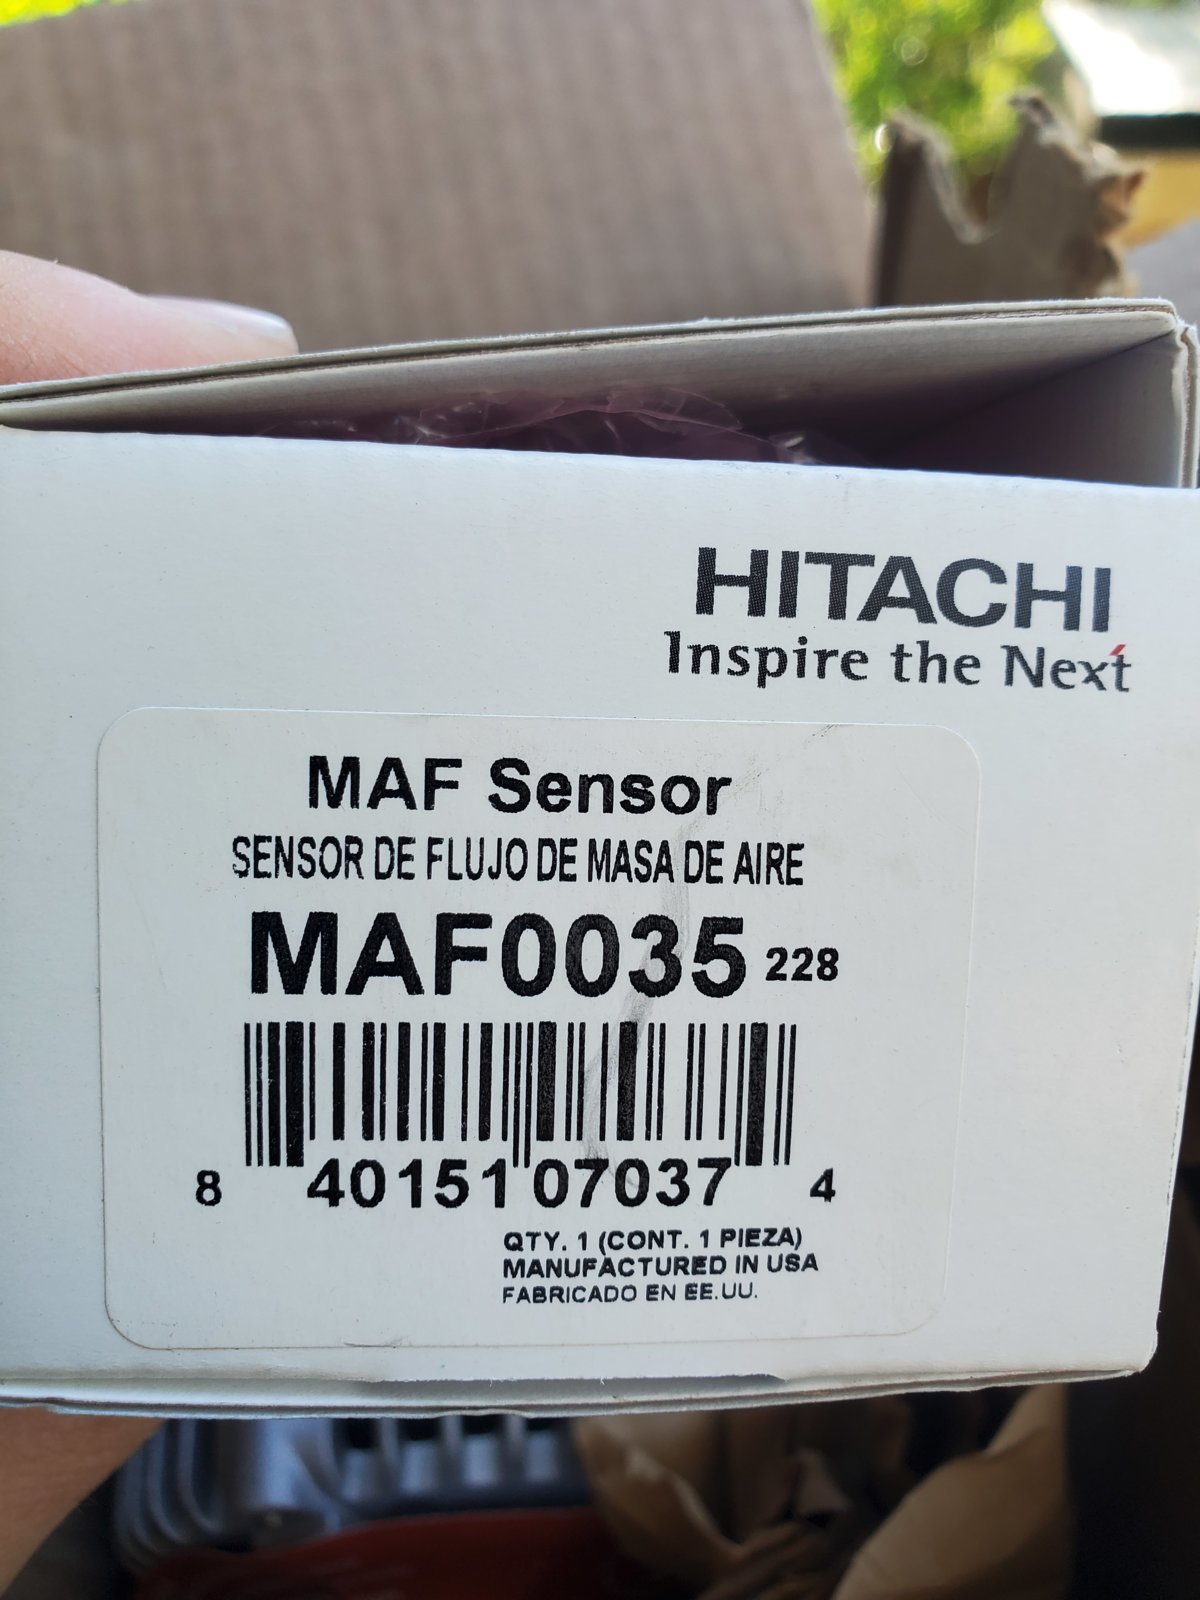 HITACHI
Inspire the Next
MAF Sensor
SENSOR DE FLUJO DE MASA DE AIRE
MAF0035 228
8 40151 07037 4
QTY. 1 (CONT. 1 PIEZA)
MANUFACTURED IN USA
FABRICADO EN EE.UU.